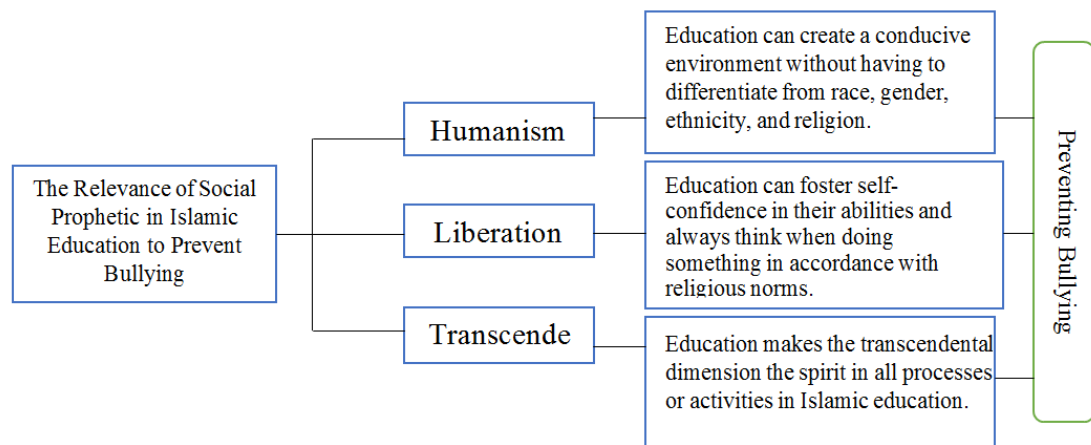 The Relevance of Social
Prophetic in Islamic
Education to Prevent
Bullying
Humanism
Liberation
Transcende
Education can create a conducive
environment without having to
differentiate from race, gender,
ethnicity, and religion.
Education can foster self-
confidence in their abilities and
always think when doing
something in accordance with
religious norms.
Education makes the transcendental
dimension the spirit in all processes
or activities in Islamic education.
Preventing Bullying